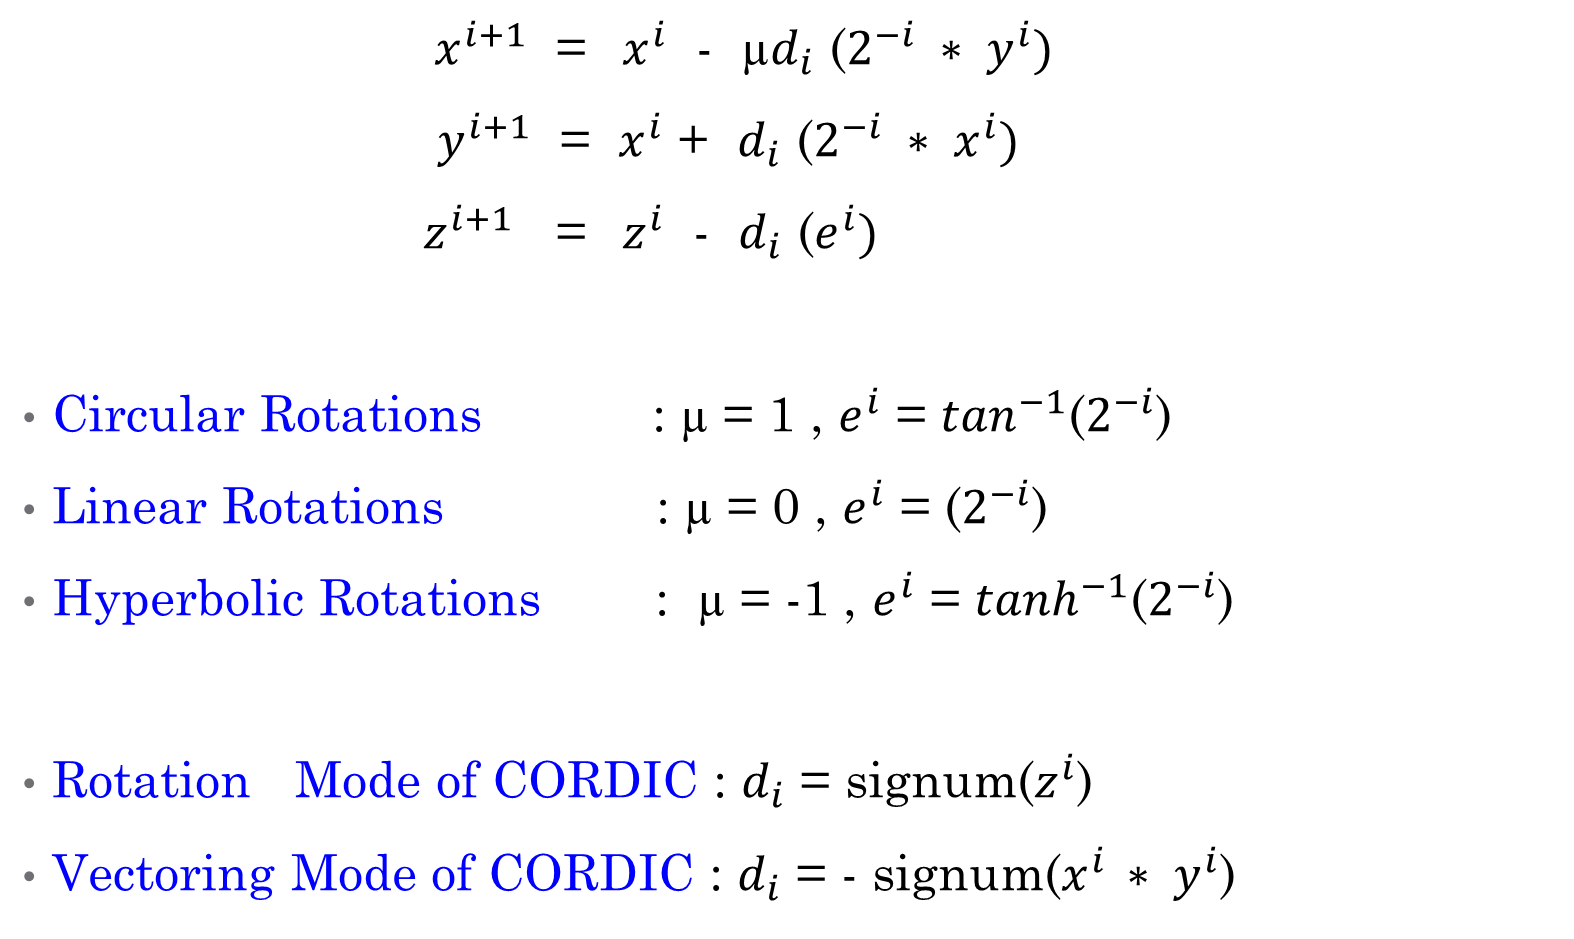 x^{i+1} = x^i - μd_i (2^{-i} * y^i)
y^{i+1} = x^i + d_i (2^{-i} * x^i)
z^{i+1} = z^i - d_i (e^i)
• Circular Rotations : μ = 1 , e^i = tan^{-1}(2^{-i})
• Linear Rotations : μ = 0 , e^i = (2^{-i})
• Hyperbolic Rotations : μ = -1 , e^i = tanh^{-1}(2^{-i})
• Rotation Mode of CORDIC : d_i = signum(z^i)
• Vectoring Mode of CORDIC : d_i = - signum(x^i * y^i)